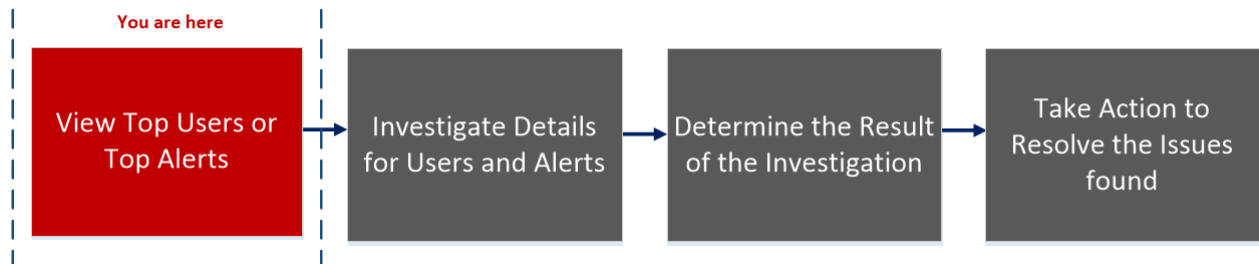 You are here
View Top Users or
Top Alerts
Investigate Details
for Users and Alerts
Determine the Result
of the Investigation
Take Action to
Resolve the Issues
found